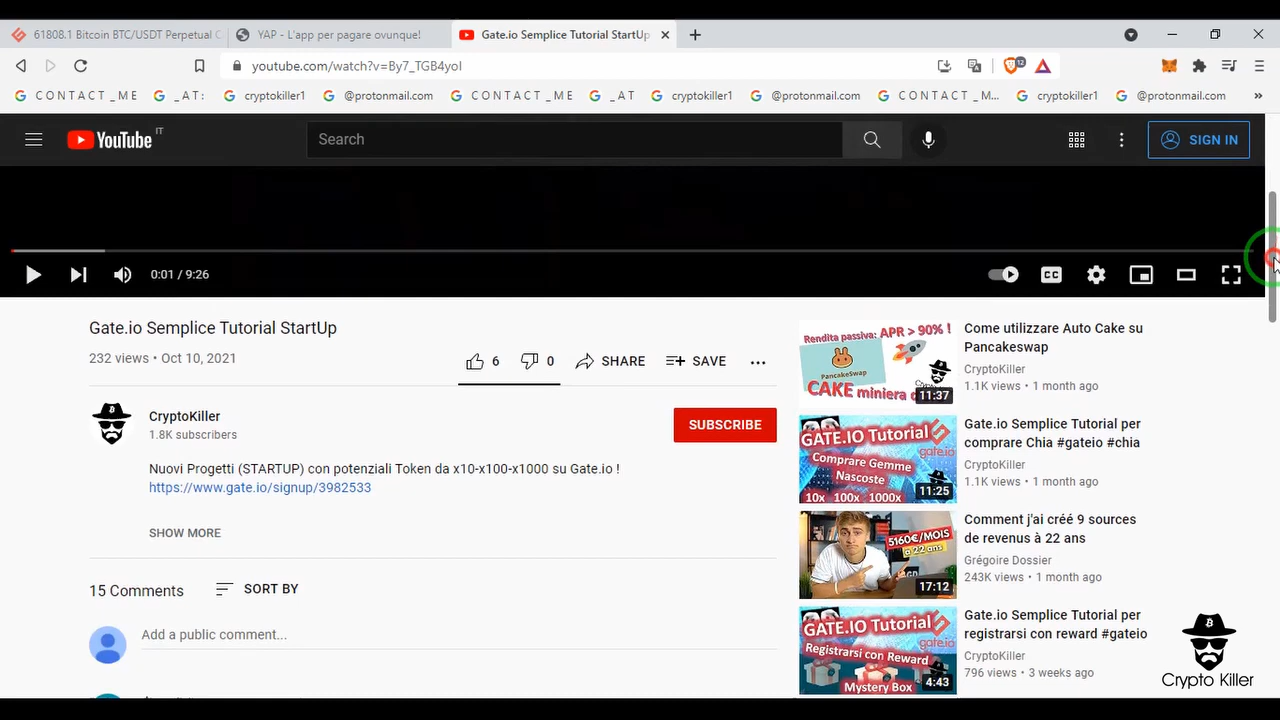 61808.1 Bitcoin BTC/USDT Perpetual C
YAP - L'app per pagare ovunque!
Gate.io Semplice Tutorial StartUp
youtube.com/watch?v=By7_TGB4yoI
12
C O N T A C T _ M E
_ A T :
cryptokiller1
@protonmail.com
C O N T A C T _ M E
_ A T
cryptokiller1
@protonmail.com
C O N T A C T _ M...
cryptokiller1
@protonmail.com
YouTube IT
Search
SIGN IN
0:01 / 9:26
CC
Gate.io Semplice Tutorial StartUp
232 views • Oct 10, 2021
6
0
SHARE
SAVE
CryptoKiller
1.8K subscribers
SUBSCRIBE
Nuovi Progetti (STARTUP) con potenziali Token da x10-x100-x1000 su Gate.io !
https://www.gate.io/signup/3982533
SHOW MORE
15 Comments
SORT BY
Add a public comment...
Rendita passiva: APR > 90% !
PancakeSwap
CAKE miniera d
11:37
Come utilizzare Auto Cake su
Pancakeswap
CryptoKiller
1.1K views • 1 month ago
GATE.IO Tutorial
gate.io
Comprare Gemme
Nascoste
10x 100x 1000x
11:25
Gate.io Semplice Tutorial per
comprare Chia #gateio #chia
CryptoKiller
1.1K views • 1 month ago
5160€/MOIS
a 22 ans
17:12
Comment j'ai créé 9 sources
de revenus à 22 ans
Grégoire Dossier
243K views • 1 month ago
GATE.IO Tutorial
gate.io
Registrarsi con Reward
Mystery Box
4:43
Gate.io Semplice Tutorial per
registrarsi con reward #gateio
CryptoKiller
796 views • 3 weeks ago
Crypto Killer